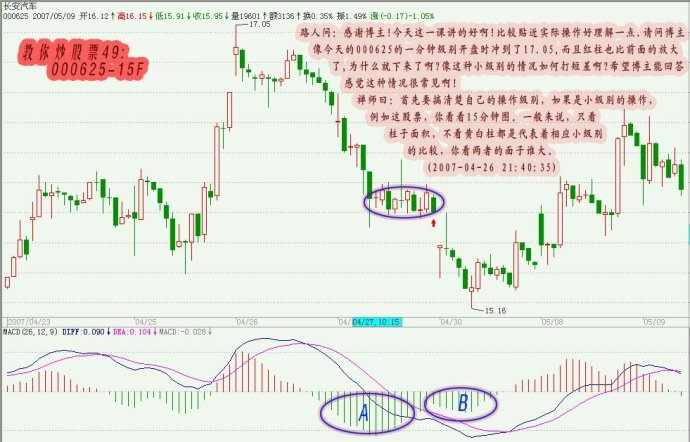 长安汽车
000625 2007/05/09 开16.12↑高16.15↓低15.91↓收15.95↓量19601↑额3136↑换0.35% 振1.49% 涨(-0.17)-1.05%
教你炒股票49:
000625-15F
17.05
路人问:感谢博主!今天这一课讲的好啊!比较贴近实际操作好理解一点.请问同博主
像今天的000625的一分钟级别开盘时冲到了17.05,而且红柱也比前面的放大
了,为什么就下来了啊?像这种小级别的情况如何打短差啊?希望博主能回答
感觉这种情况很常见啊!
禅师曰:首先要搞清楚自己的操作级别,如果是小级别的操作,
例如这股票,你看看15分钟图,一般来说,只看
柱子面积,不看黄白柱都是代表着相应小级别
的比较,你看两者的面子谁大。
(2007-04-26 21:40:35)
15.16
2007/04/23 04/25 04/26 04/27,10.15 04/30 05/08 05/09
MACD(26,12,9) DIFF:0.090↓ DEA:0.104↓ MACD:-0.028↓
A
B